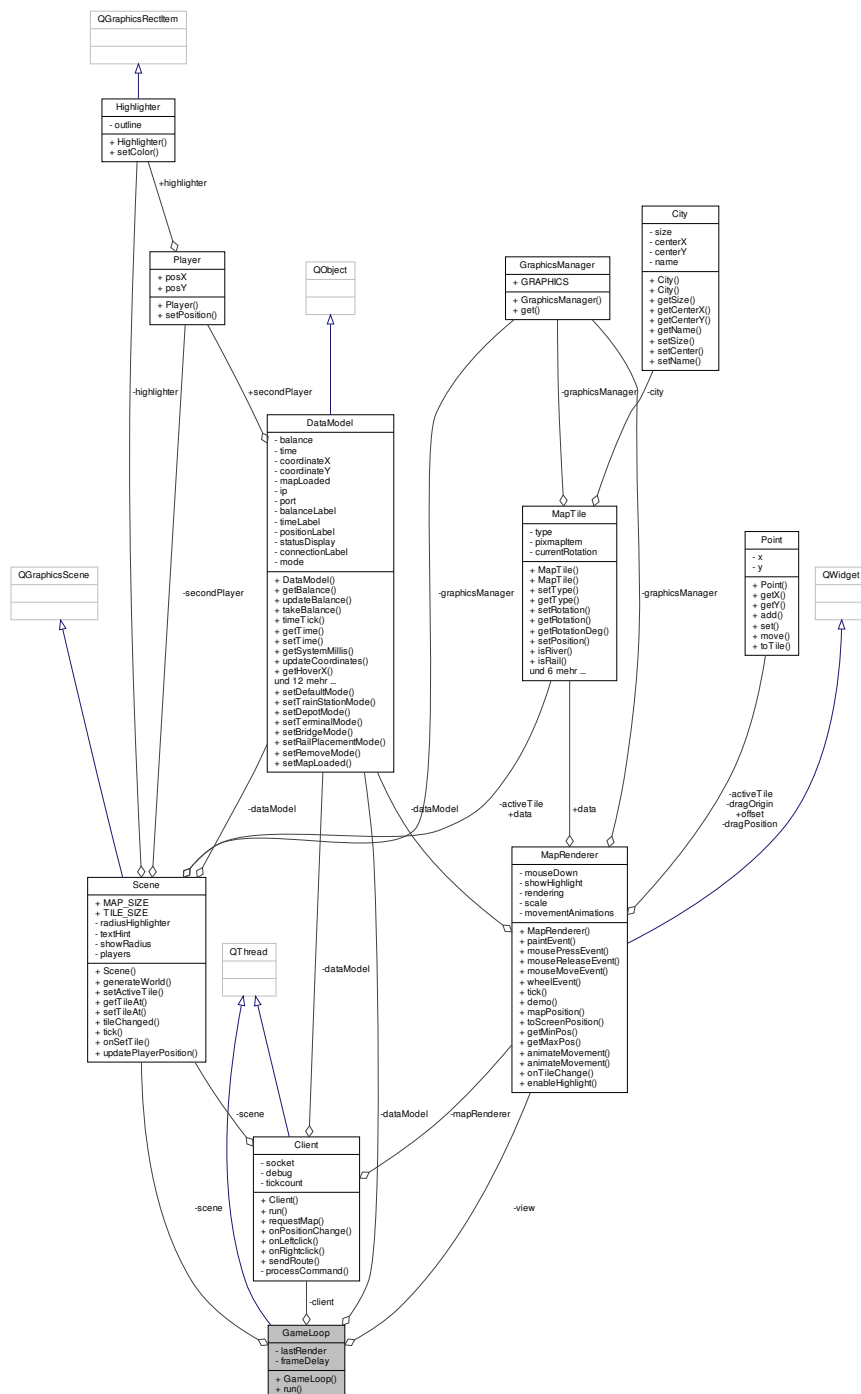 QGraphicsRectItem
Highlighter
- outline
+ Highlighter()
+ setColor()
+highlighter
Player
+ posX
+ posY
+ Player()
+ setPosition()
QObject
GraphicsManager
+ GRAPHICS
+ GraphicsManager()
+ get()
City
- size
- centerX
- centerY
- name
+ City()
+ City()
+ getSize()
+ getCenterX()
+ getCenterY()
+ getName()
+ setSize()
+ setCenter()
+ setName()
-highlighter
+secondPlayer
-graphicsManager
-city
DataModel
- balance
- time
- coordinateX
- coordinateY
- mapLoaded
- ip
- port
- balanceLabel
- timeLabel
- positionLabel
- statusDisplay
- connectionLabel
- mode
+ DataModel()
+ getBalance()
+ updateBalance()
+ takeBalance()
+ timeTick()
+ getTime()
+ setTime()
+ getSystemMillis()
+ updateCoordinates()
+ getHoverX()
und 12 mehr ...
+ setDefaultMode()
+ setTrainStationMode()
+ setDepotMode()
+ setTerminalMode()
+ setBridgeMode()
+ setRailPlacementMode()
+ setRemoveMode()
+ setMapLoaded()
MapTile
- type
- pixmapItem
- currentRotation
+ MapTile()
+ MapTile()
+ setType()
+ getType()
+ setRotation()
+ getRotation()
+ getRotationDeg()
+ setPosition()
+ isRiver()
+ isRail()
und 6 mehr ...
Point
- x
- y
+ Point()
+ getX()
+ getY()
+ add()
+ set()
+ move()
+ toTile()
QGraphicsScene
-secondPlayer
-graphicsManager
-graphicsManager
QWidget
-dataModel
-dataModel
-activeTile
+data
+data
-activeTile
-dragOrigin
+offset
-dragPosition
Scene
+ MAP_SIZE
+ TILE_SIZE
- radiusHighlighter
- textHint
- showRadius
- players
+ Scene()
+ generateWorld()
+ setActiveTile()
+ getTileAt()
+ setTileAt()
+ tileChanged()
+ tick()
+ onSetTile()
+ updatePlayerPosition()
QThread
-dataModel
MapRenderer
- mouseDown
- showHighlight
- rendering
- scale
- movementAnimations
+ MapRenderer()
+ paintEvent()
+ mousePressEvent()
+ mouseReleaseEvent()
+ mouseMoveEvent()
+ wheelEvent()
+ tick()
+ demo()
+ mapPosition()
+ toScreenPosition()
+ getMinPos()
+ getMaxPos()
+ animateMovement()
+ animateMovement()
+ onTileChange()
+ enableHighlight()
-scene
-dataModel
-mapRenderer
Client
- socket
- debug
- tickcount
+ Client()
+ run()
+ requestMap()
+ onPositionChange()
+ onLeftclick()
+ onRightclick()
+ sendRoute()
- processCommand()
-scene
-view
-client
GameLoop
- lastRender
- frameDelay
+ GameLoop()
+ run()